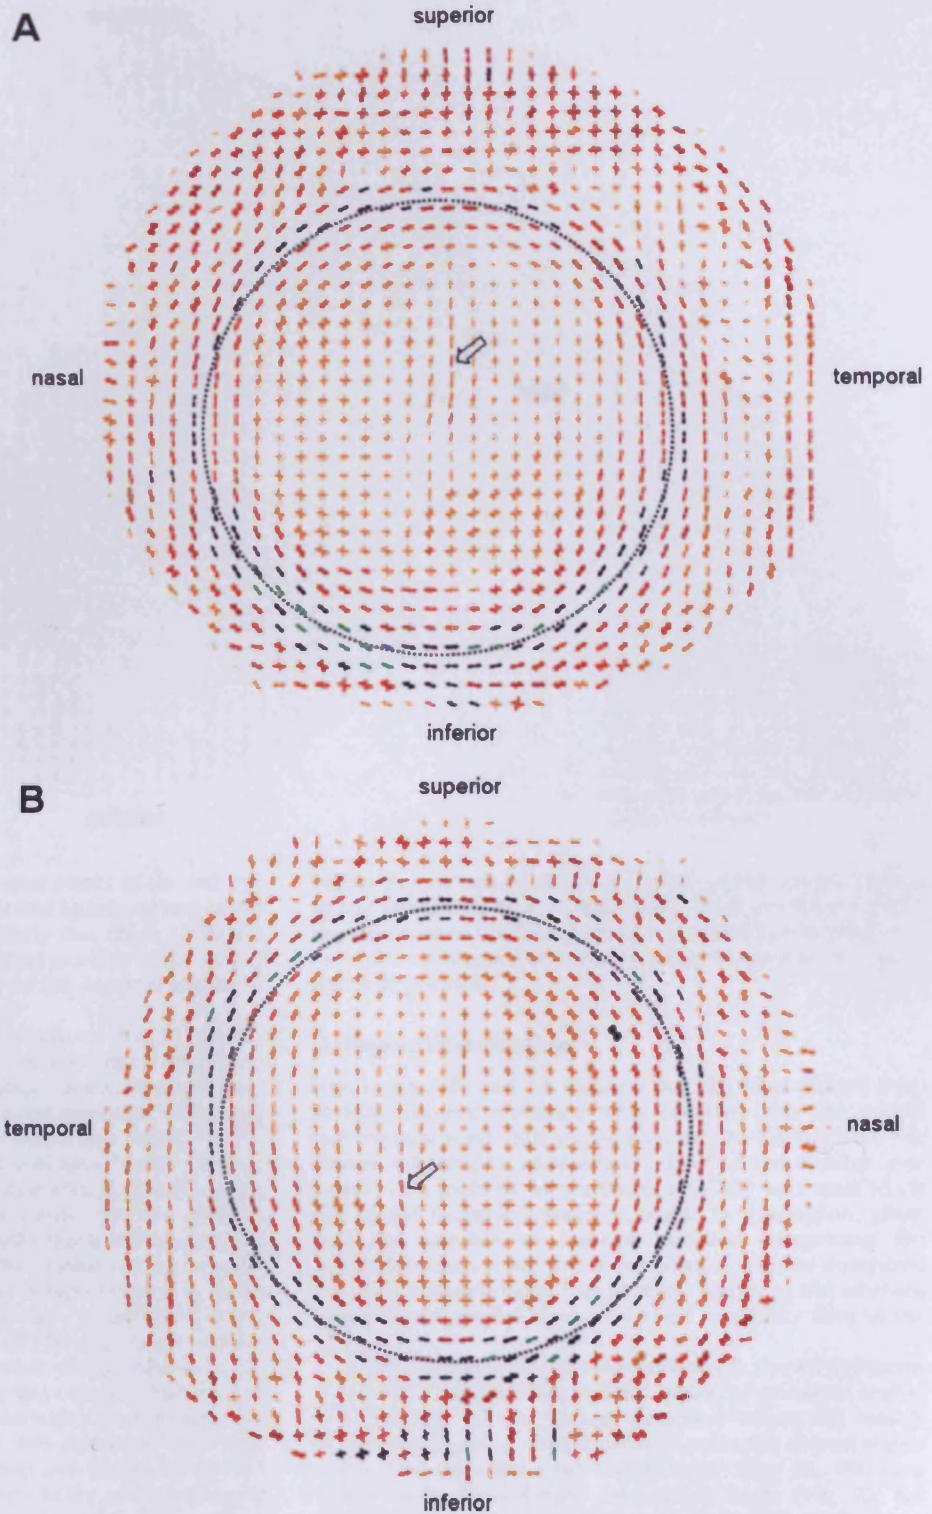 A
superior
nasal
temporal
inferior
B
superior
temporal
nasal
inferior